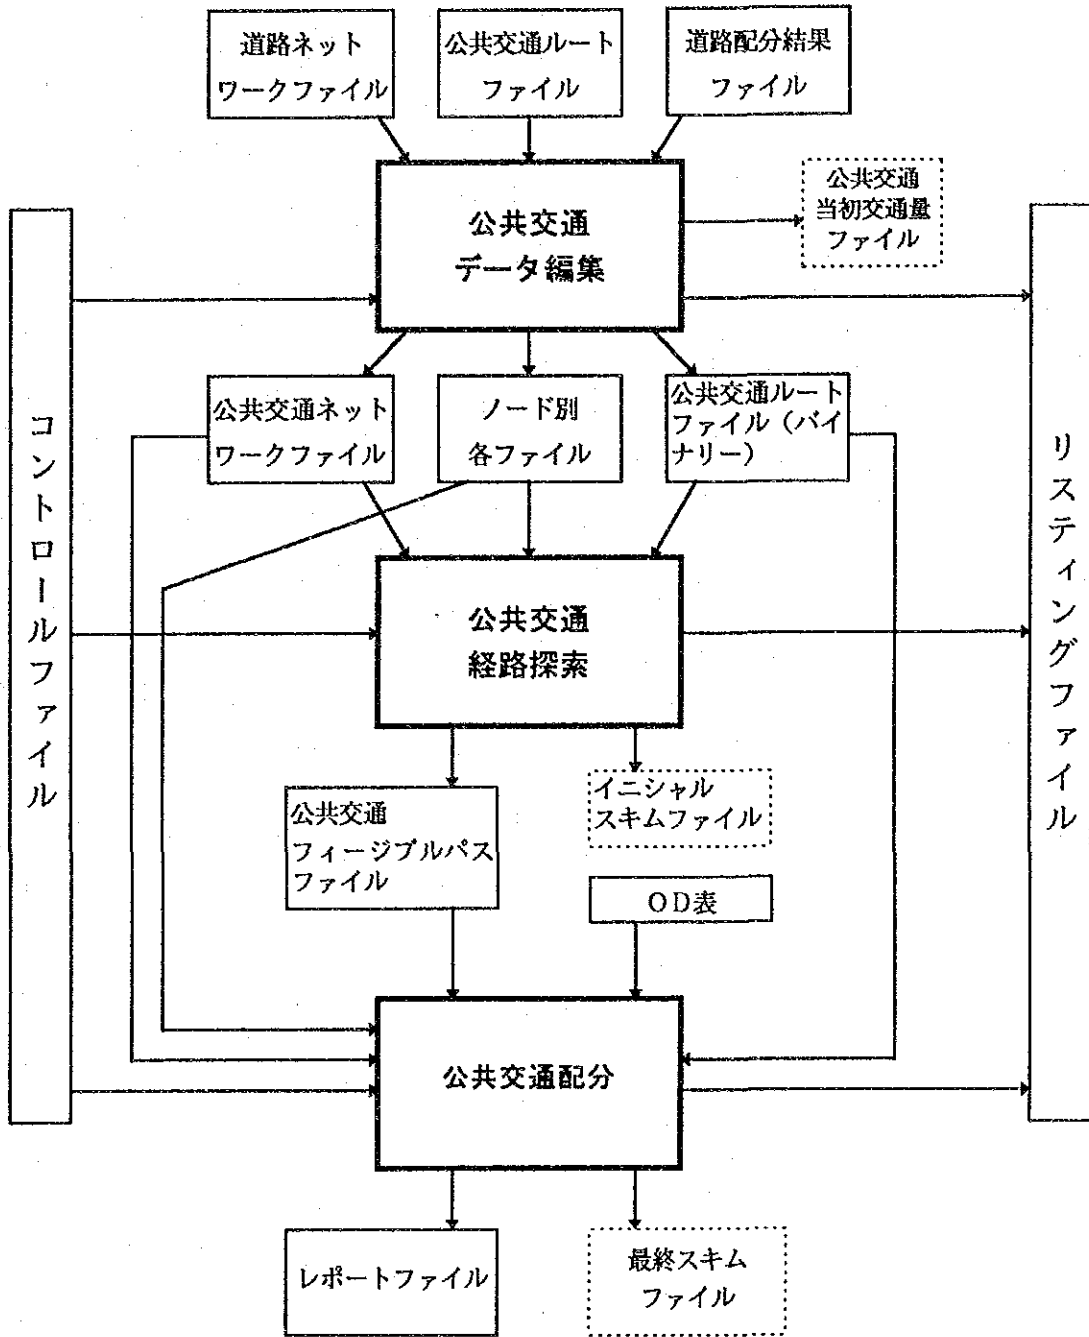 道路ネット
ワークファイル
公共交通ルート
ファイル
道路配分結果
ファイル
公共交通
データ編集
公共交通
当初交通量
ファイル
コントロールファイル
リスティングファイル
公共交通ネット
ワークファイル
ノード別
各ファイル
公共交通ルート
ファイル（バイ
ナリー）
公共交通
経路探索
公共交通
フィージブルパス
ファイル
イニシャル
スキムファイル
OD表
公共交通配分
レポートファイル
最終スキム
ファイル